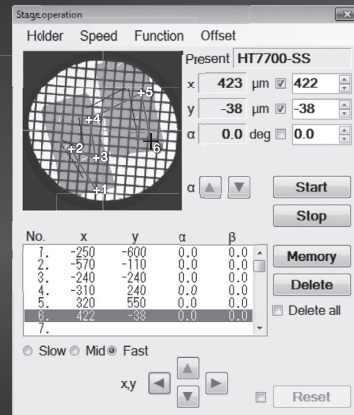 Stage operation
Holder Speed Function Offset
Present HT7700-SS
x 423 μm 422
y -38 μm -38
α 0.0 deg 0.0
+5
+4
+2
+3
6
+1
α
Start
Stop
No. x y α β
1. -250 -600 0.0 0.0
2. -570 -110 0.0 0.0
3. -240 -240 0.0 0.0
4. -310 240 0.0 0.0
5. 320 550 0.0 0.0
6. 422 -38 0.0 0.0
7.
Memory
Delete
Delete all
Slow Mid Fast
x,y
Reset